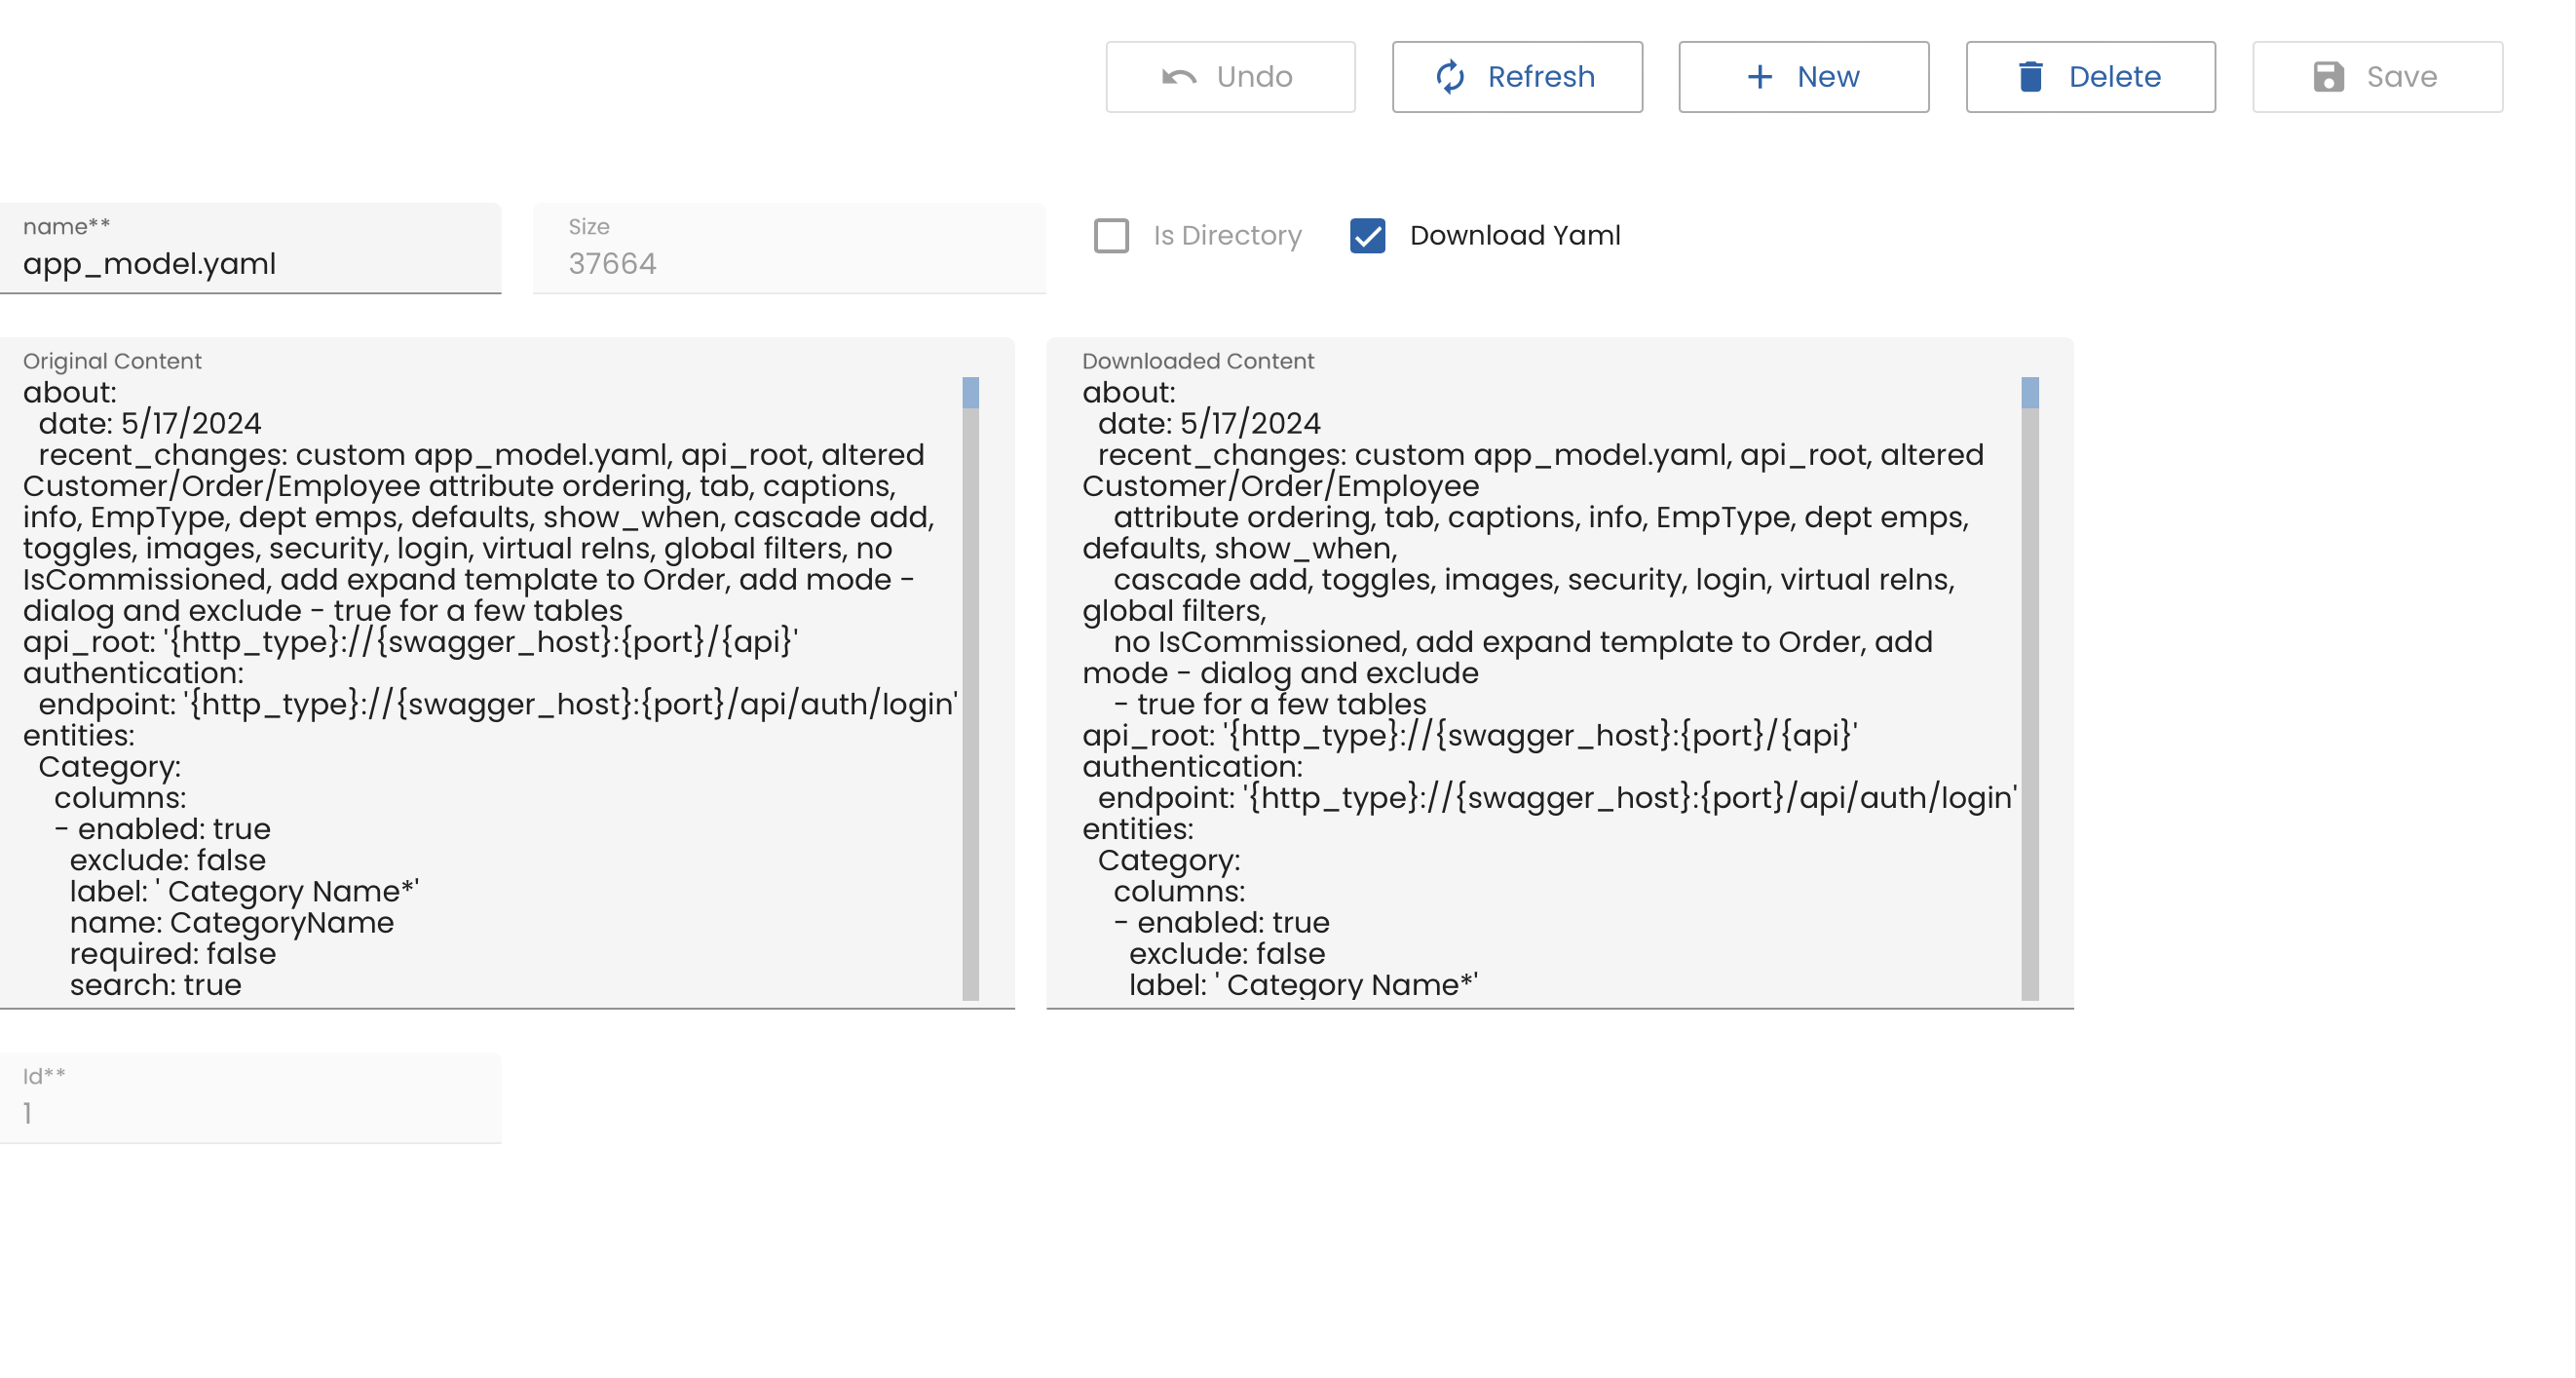 Undo Refresh New Delete Save
name**
app_model.yaml
Size
37664
Is Directory
Download Yaml
Original Content
about:
  date: 5/17/2024
  recent_changes: custom app_model.yaml, api_root, altered
Customer/Order/Employee attribute ordering, tab, captions,
info, EmpType, dept emps, defaults, show_when, cascade add,
toggles, images, security, login, virtual relns, global filters, no
IsCommissioned, add expand template to Order, add mode -
dialog and exclude - true for a few tables
api_root: '{http_type}://{swagger_host}:{port}/{api}'
authentication:
  endpoint: '{http_type}://{swagger_host}:{port}/api/auth/login'
entities:
  Category:
    columns:
    - enabled: true
      exclude: false
      label: ' Category Name*'
      name: CategoryName
      required: false
      search: true
Downloaded Content
about:
  date: 5/17/2024
  recent_changes: custom app_model.yaml, api_root, altered
Customer/Order/Employee
    attribute ordering, tab, captions, info, EmpType, dept emps,
defaults, show_when,
    cascade add, toggles, images, security, login, virtual relns,
global filters,
    no IsCommissioned, add expand template to Order, add
mode - dialog and exclude
    - true for a few tables
api_root: '{http_type}://{swagger_host}:{port}/{api}'
authentication:
  endpoint: '{http_type}://{swagger_host}:{port}/api/auth/login'
entities:
  Category:
    columns:
    - enabled: true
      exclude: false
      label: ' Category Name*'
Id**
1